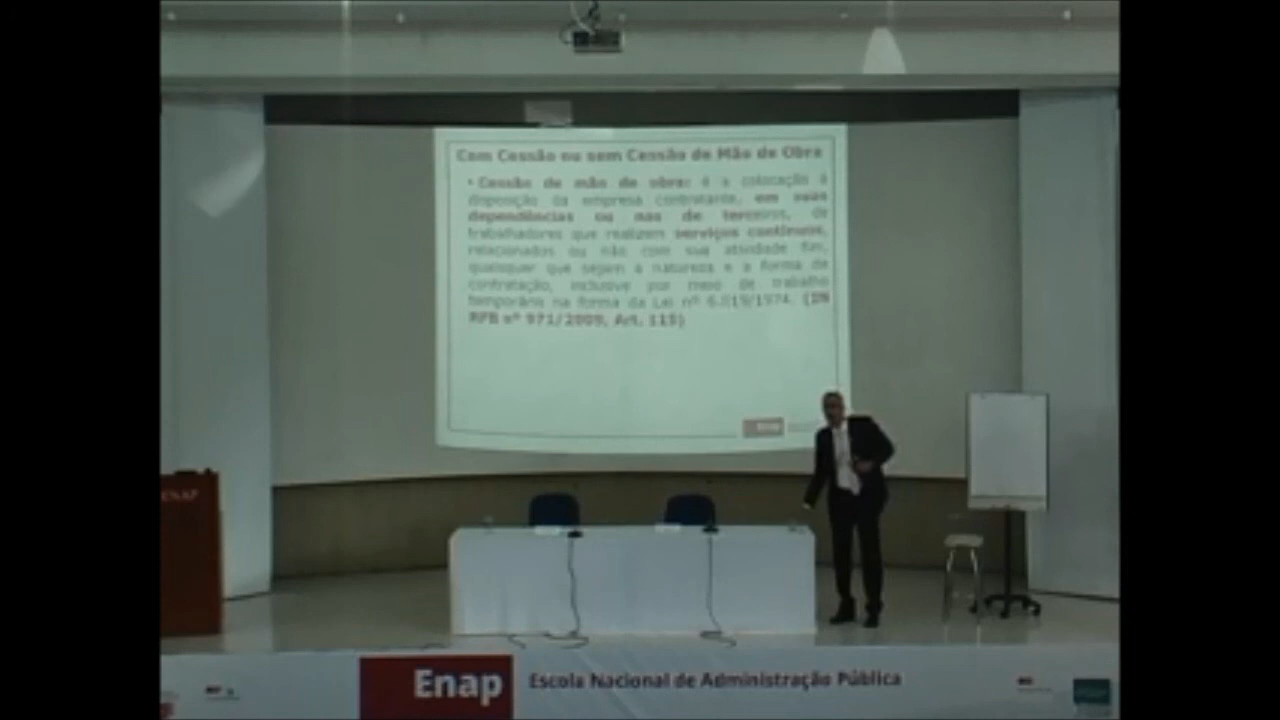 Com Cessão ou sem Cessão de Mão de Obra
• Cessão de mão de obra: é a colocação à
disposição da empresa contratante, em suas
dependências ou nas de terceiros, de
trabalhadores que realizem serviços contínuos,
relacionados ou não com sua atividade fim,
quaisquer que sejam a natureza e a forma de
contratação, inclusive por meio de trabalho
temporário na forma da Lei nº 6.019/1974. (IN
RFB nº 971/2009, Art. 115)
Enap
ENAP
Enap Escola Nacional de Administração Pública